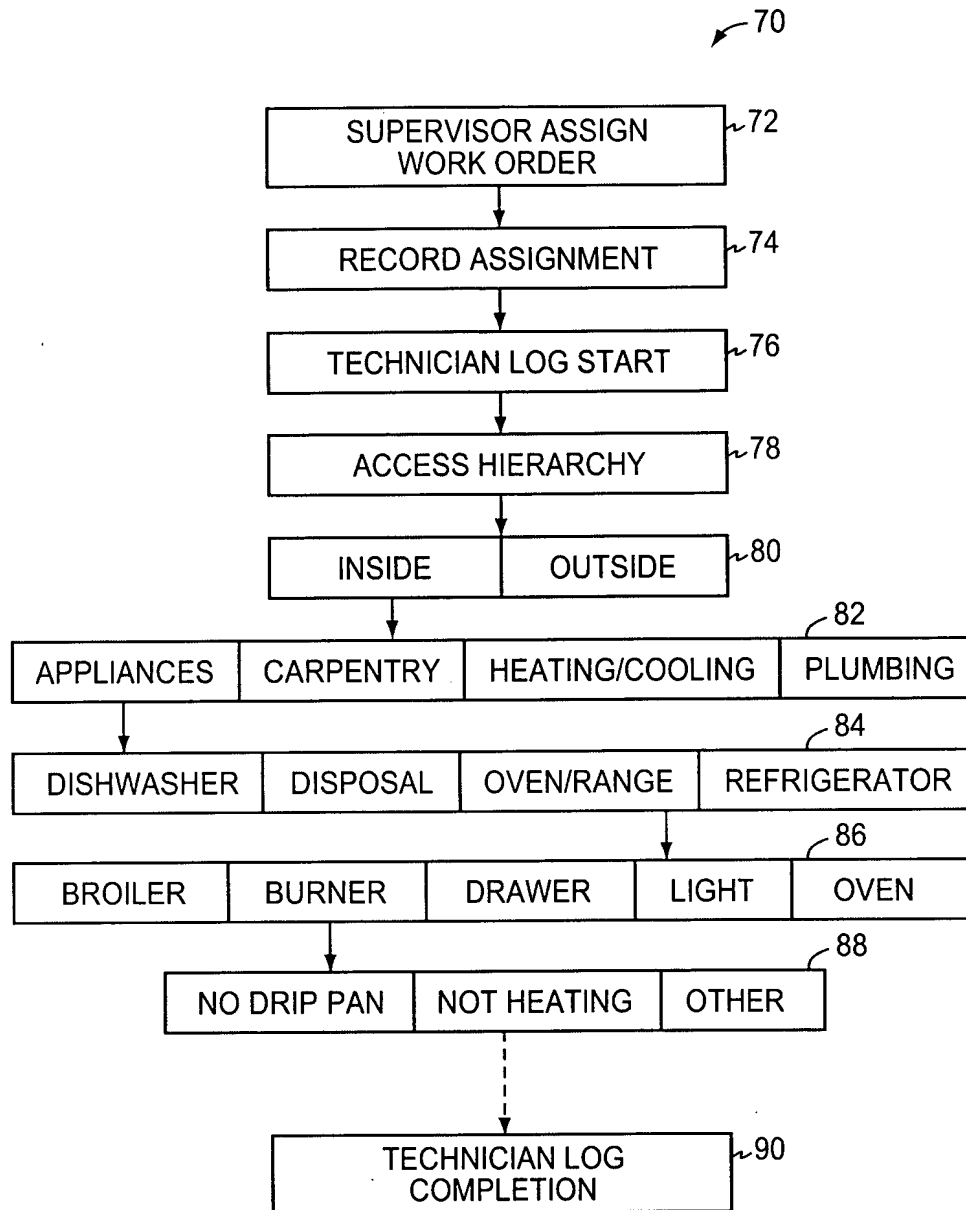 70
SUPERVISOR ASSIGN
WORK ORDER
72
RECORD ASSIGNMENT
74
TECHNICIAN LOG START
76
ACCESS HIERARCHY
78
INSIDE OUTSIDE
80
82
APPLIANCES CARPENTRY HEATING/COOLING PLUMBING
84
DISHWASHER DISPOSAL OVEN/RANGE REFRIGERATOR
86
BROILER BURNER DRAWER LIGHT OVEN
88
NO DRIP PAN NOT HEATING OTHER
TECHNICIAN LOG
COMPLETION
90